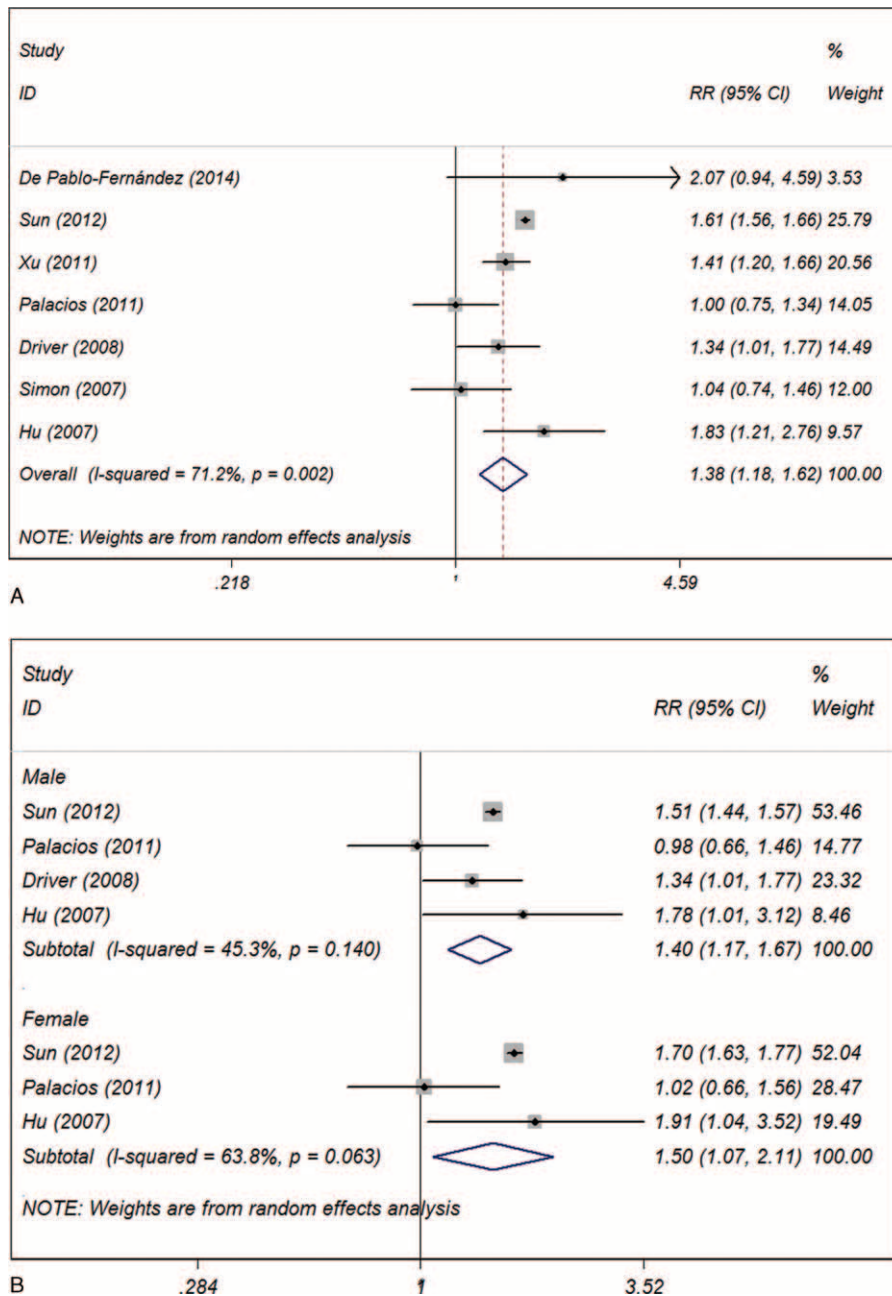 Study %
ID RR (95% CI) Weight
De Pablo-Fernández (2014) 2.07 (0.94, 4.59) 3.53
Sun (2012) 1.61 (1.56, 1.66) 25.79
Xu (2011) 1.41 (1.20, 1.66) 20.56
Palacios (2011) 1.00 (0.75, 1.34) 14.05
Driver (2008) 1.34 (1.01, 1.77) 14.49
Simon (2007) 1.04 (0.74, 1.46) 12.00
Hu (2007) 1.83 (1.21, 2.76) 9.57
Overall (I-squared = 71.2%, p = 0.002) 1.38 (1.18, 1.62) 100.00
NOTE: Weights are from random effects analysis
.218 1 4.59
A
Study %
ID RR (95% CI) Weight
Male
Sun (2012) 1.51 (1.44, 1.57) 53.46
Palacios (2011) 0.98 (0.66, 1.46) 14.77
Driver (2008) 1.34 (1.01, 1.77) 23.32
Hu (2007) 1.78 (1.01, 3.12) 8.46
Subtotal (I-squared = 45.3%, p = 0.140) 1.40 (1.17, 1.67) 100.00
Female
Sun (2012) 1.70 (1.63, 1.77) 52.04
Palacios (2011) 1.02 (0.66, 1.56) 28.47
Hu (2007) 1.91 (1.04, 3.52) 19.49
Subtotal (I-squared = 63.8%, p = 0.063) 1.50 (1.07, 2.11) 100.00
NOTE: Weights are from random effects analysis
B .284 1 3.52